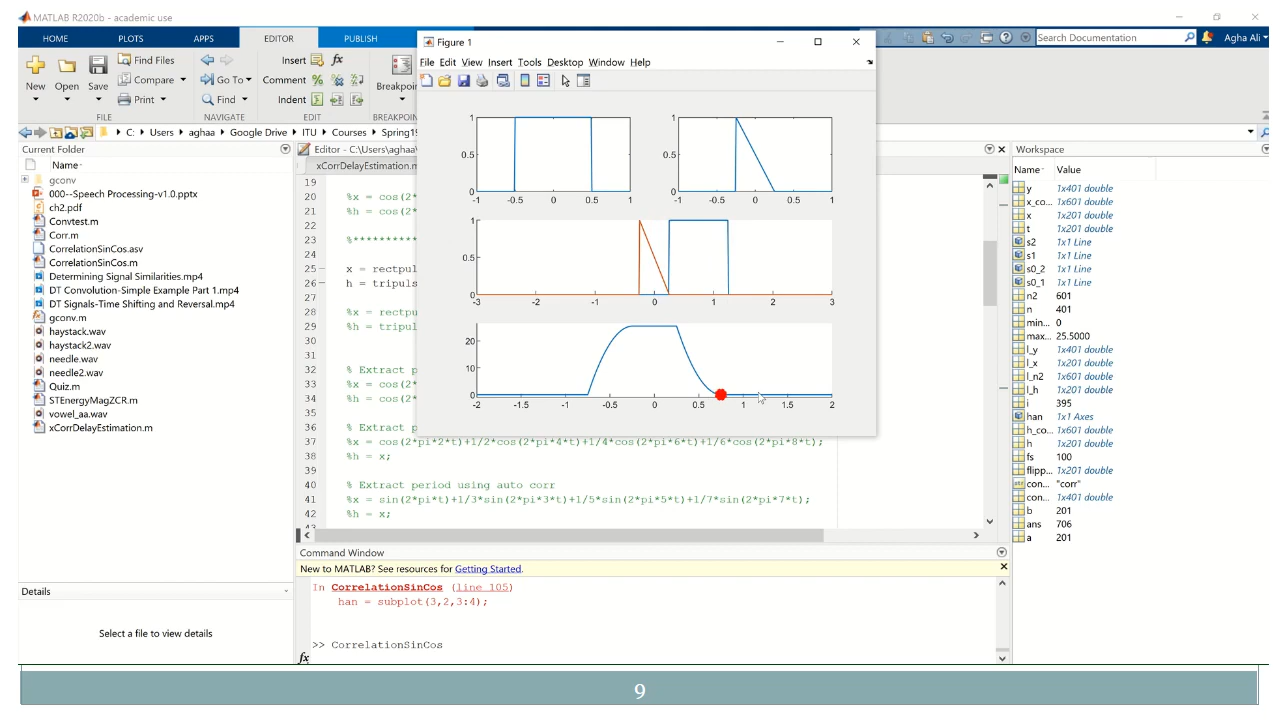 MATLAB R2020b - academic use
HOME PLOTS APPS EDITOR PUBLISH
Search Documentation
Agha Ali
New Open Save
Find Files
Compare
Print
Go To
Find
Insert
Comment
Indent
Breakpoin
FILE NAVIGATE EDIT BREAKPOIN
C: Users aghaa Google Drive ITU Courses Spring19
Current Folder
Name
gconv
000--Speech Processing-v1.0.pptx
ch2.pdf
Convtest.m
Corr.m
CorrelationSinCos.asv
CorrelationSinCos.m
Determining Signal Similarities.mp4
DT Convolution-Simple Example Part 1.mp4
DT Signals-Time Shifting and Reversal.mp4
gconv.m
haystack.wav
haystack2.wav
needle.wav
needle2.wav
Quiz.m
STEnergyMagZCR.m
vowel_aa.wav
xCorrDelayEstimation.m
Details
Select a file to view details
Editor - C:\Users\aghaa\
xCorrDelayEstimation.m
19
20 %x = cos(2*
21 %h = cos(2*
22
23 %**********
24
25 x = rectpul
26 h = tripuls
27
28 %x = rectpu
29 %h = tripul
30
31
32 % Extract p
33 %x = cos(2*
34 %h = cos(2*
35
36 % Extract p
37 %x = cos(2*pi*2*t)+1/2*cos(2*pi*4*t)+1/4*cos(2*pi*6*t)+1/6*cos(2*pi*8*t);
38 %h = x;
39
40 % Extract period using auto corr
41 %x = sin(2*pi*t)+1/3*sin(2*pi*3*t)+1/5*sin(2*pi*5*t)+1/7*sin(2*pi*7*t);
42 %h = x;
43
Figure 1
File Edit View Insert Tools Desktop Window Help
1
0.5
0
-1 -0.5 0 0.5 1
1
0.5
0
-1 -0.5 0 0.5 1
1
0.5
0
-3 -2 -1 0 1 2 3
20
10
0
-2 -1.5 -1 -0.5 0 0.5 1 1.5 2
Command Window
New to MATLAB? See resources for Getting Started.
In CorrelationSinCos (line 105)
han = subplot(3,2,3:4);
>> CorrelationSinCos
fx
Workspace
Name Value
y 1x401 double
x_co... 1x601 double
x 1x201 double
t 1x201 double
s2 1x1 Line
s1 1x1 Line
s0_2 1x1 Line
s0_1 1x1 Line
n2 601
n 401
min... 0
max... 25.5000
l_y 1x401 double
l_x 1x201 double
l_n2 1x601 double
l_h 1x201 double
i 395
han 1x1 Axes
h_co... 1x601 double
h 1x201 double
fs 100
flipp... 1x201 double
con... "corr"
con... 1x401 double
b 201
ans 706
a 201
9